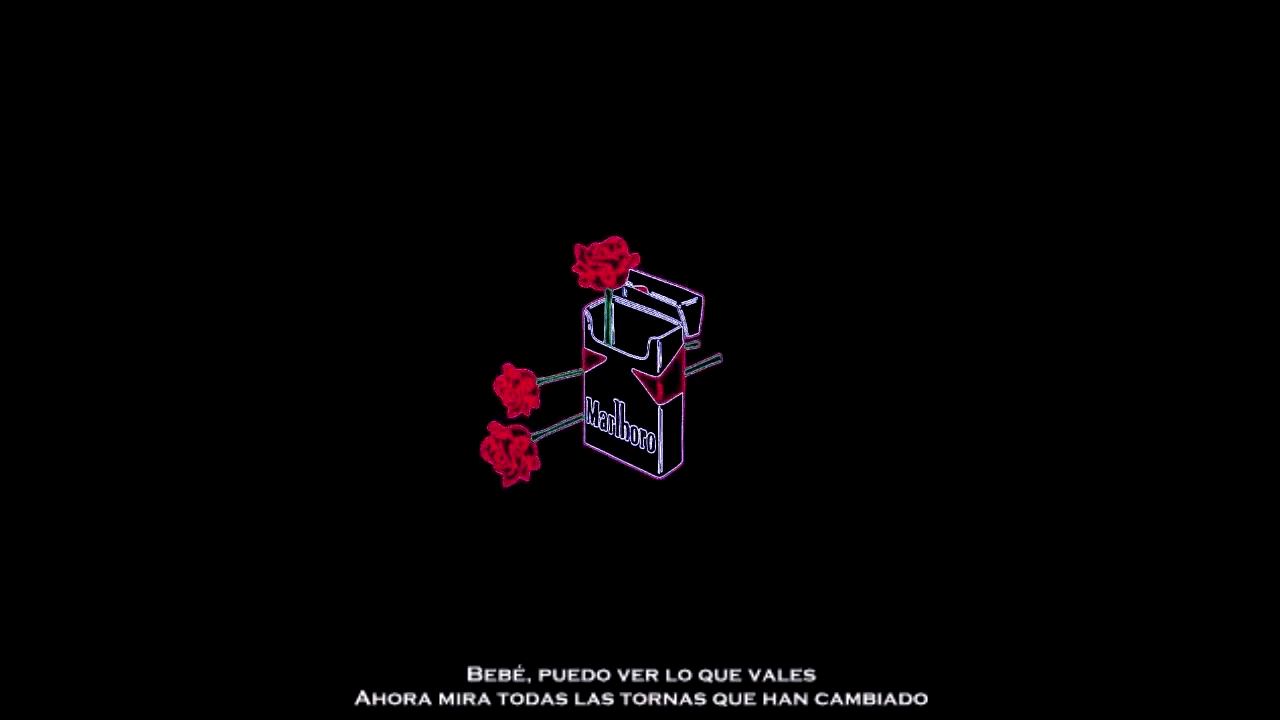 Marlboro
Bebé, puedo ver lo que vales
Ahora mira todas las tornas que han cambiado